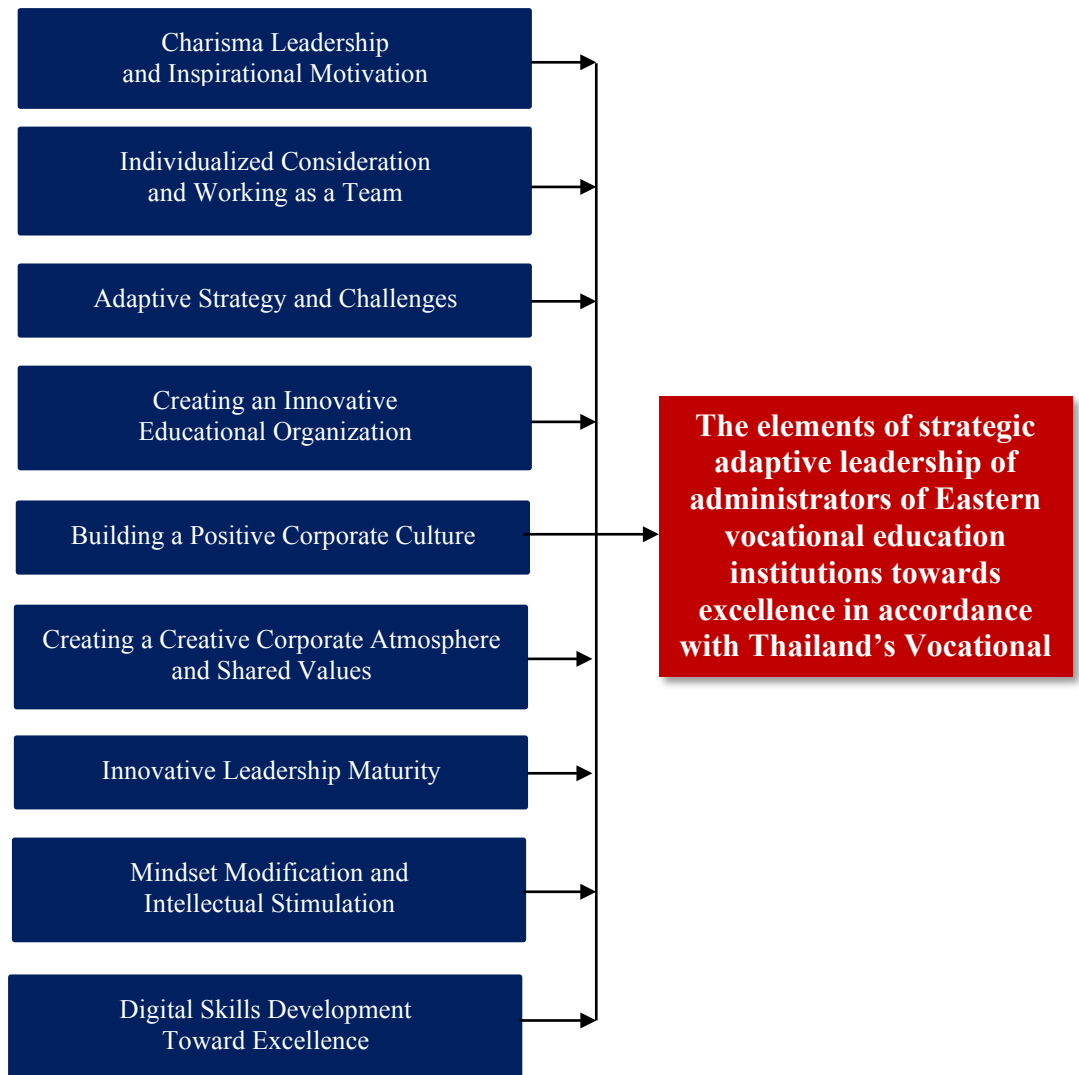 Charisma Leadership
and Inspirational Motivation
Individualized Consideration
and Working as a Team
Adaptive Strategy and Challenges
Creating an Innovative
Educational Organization
Building a Positive Corporate Culture
Creating a Creative Corporate Atmosphere
and Shared Values
Innovative Leadership Maturity
Mindset Modification and
Intellectual Stimulation
Digital Skills Development
Toward Excellence
The elements of strategic
adaptive leadership of
administrators of Eastern
vocational education
institutions towards
excellence in accordance
with Thailand’s Vocational